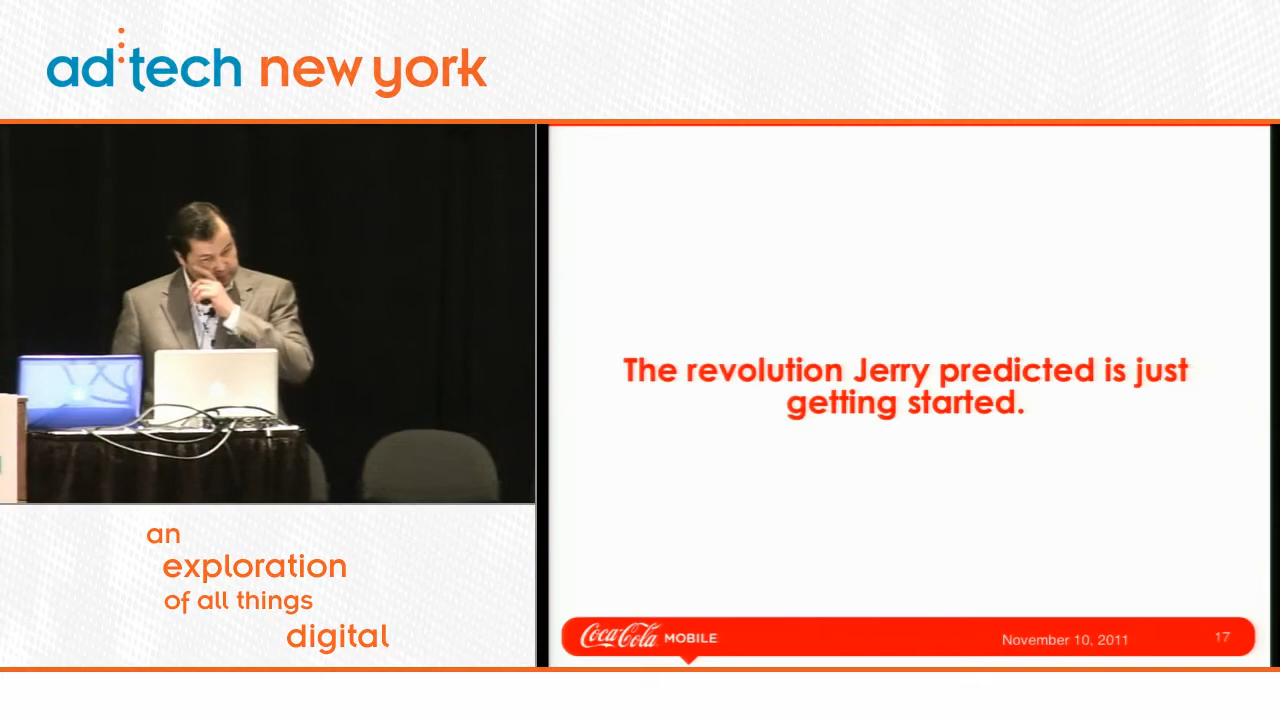 ad:tech new york
The revolution Jerry predicted is just
getting started.
an
exploration
of all things
digital
Coca-Cola MOBILE
November 10, 2011
17